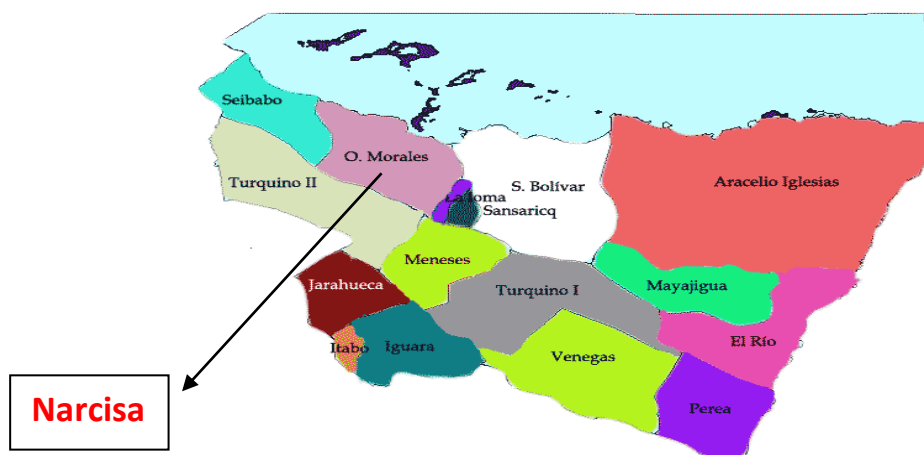 Seibabo
O. Morales
Turquino II
La loma
S. Bolívar
Sansaricq
Aracelio Iglesias
Meneses
Jarahueca
Turquino I
Mayajigua
Itabo
Iguara
Venegas
El Río
Perea
Narcisa